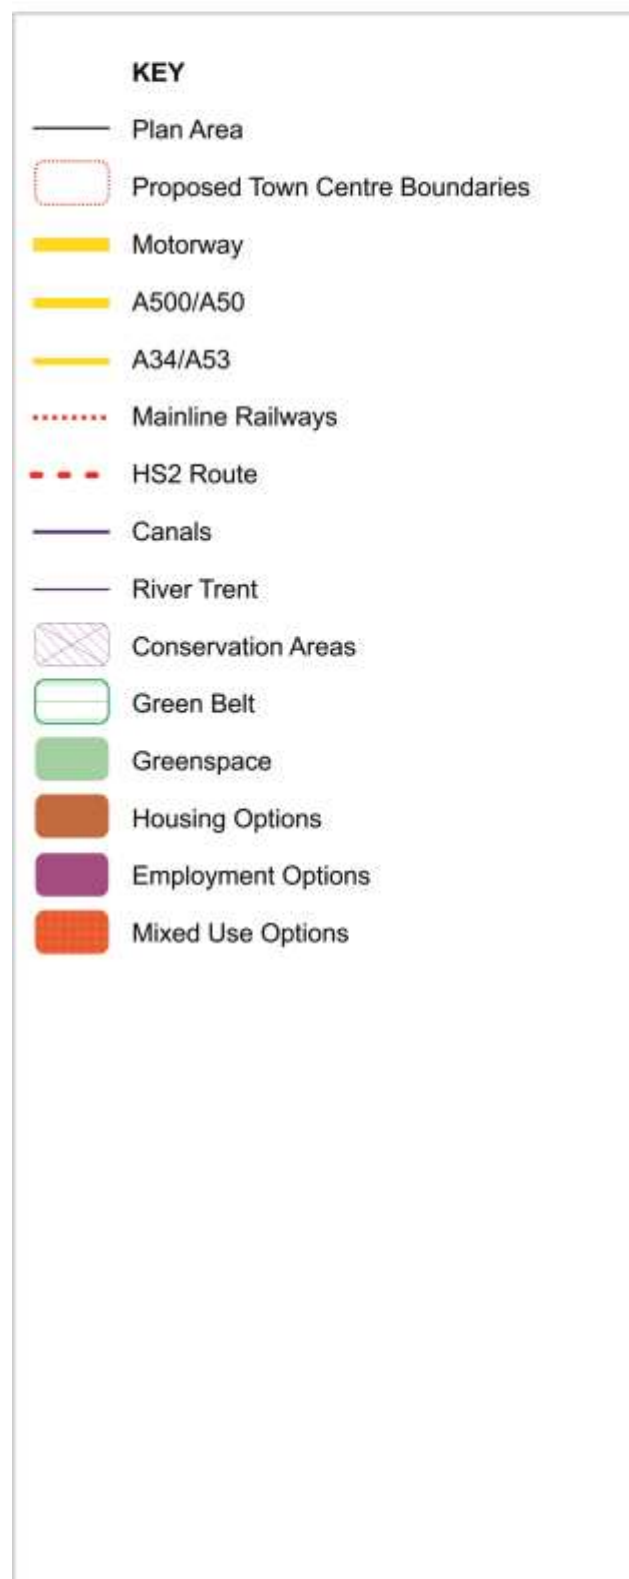 KEY
Plan Area
Proposed Town Centre Boundaries
Motorway
A500/A50
A34/A53
Mainline Railways
HS2 Route
Canals
River Trent
Conservation Areas
Green Belt
Greenspace
Housing Options
Employment Options
Mixed Use Options